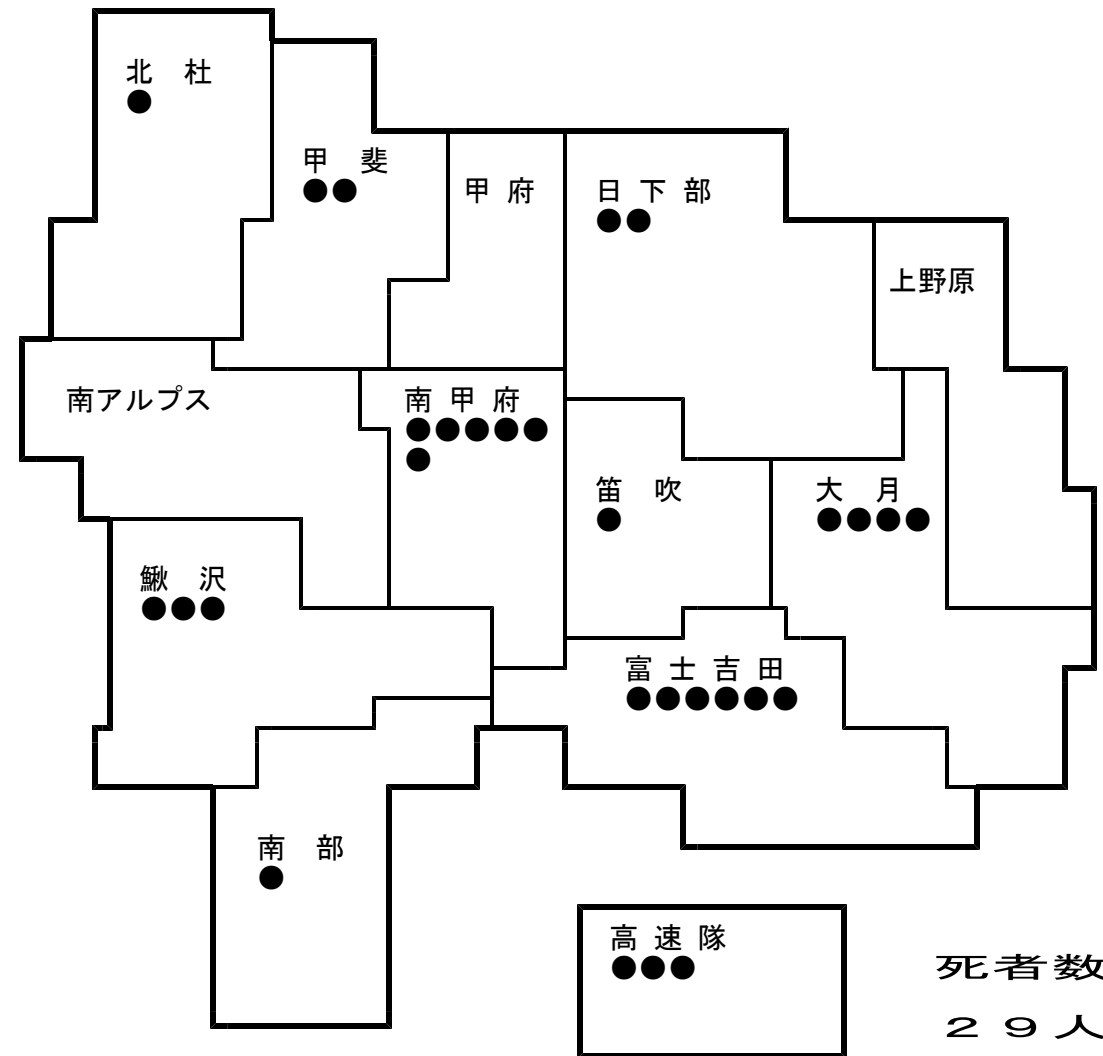 北　杜
●
甲　斐
●●
甲 府
日 下 部
●●
上野原
南アルプス
南 甲 府
●●●●●
●
笛　吹
●
大　月
●●●●
鰍　沢
●●●
富 士 吉 田
●●●●●●
南　部
●
高 速 隊
●●●
死者数
２９人